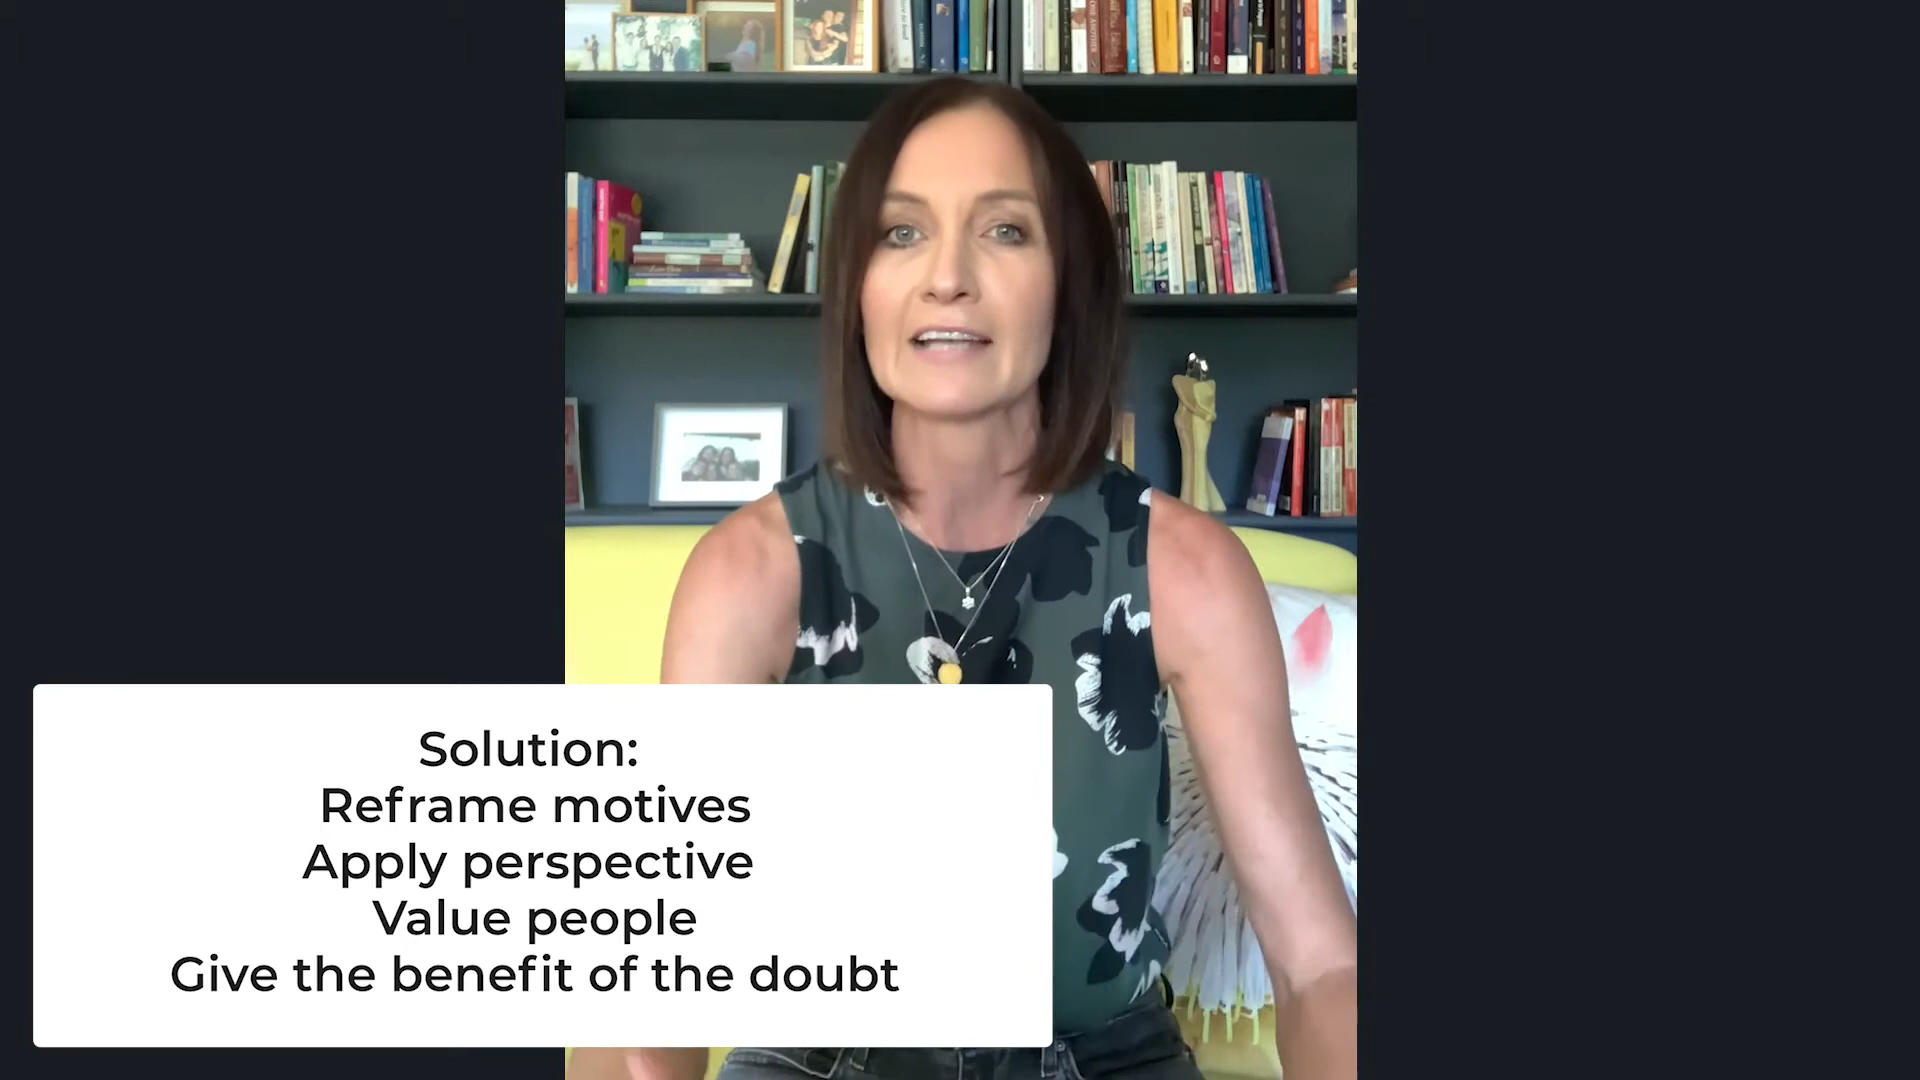 Solution:
Reframe motives
Apply perspective
Value people
Give the benefit of the doubt